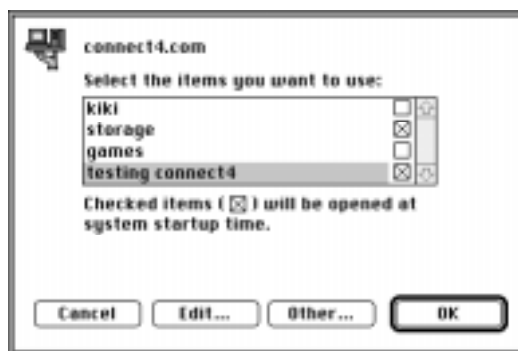 connect4.com
Select the items you want to use:
kiki
storage
games
testing connect4
Checked items ( ☒ ) will be opened at
system startup time.
Cancel
Edit...
Other...
OK